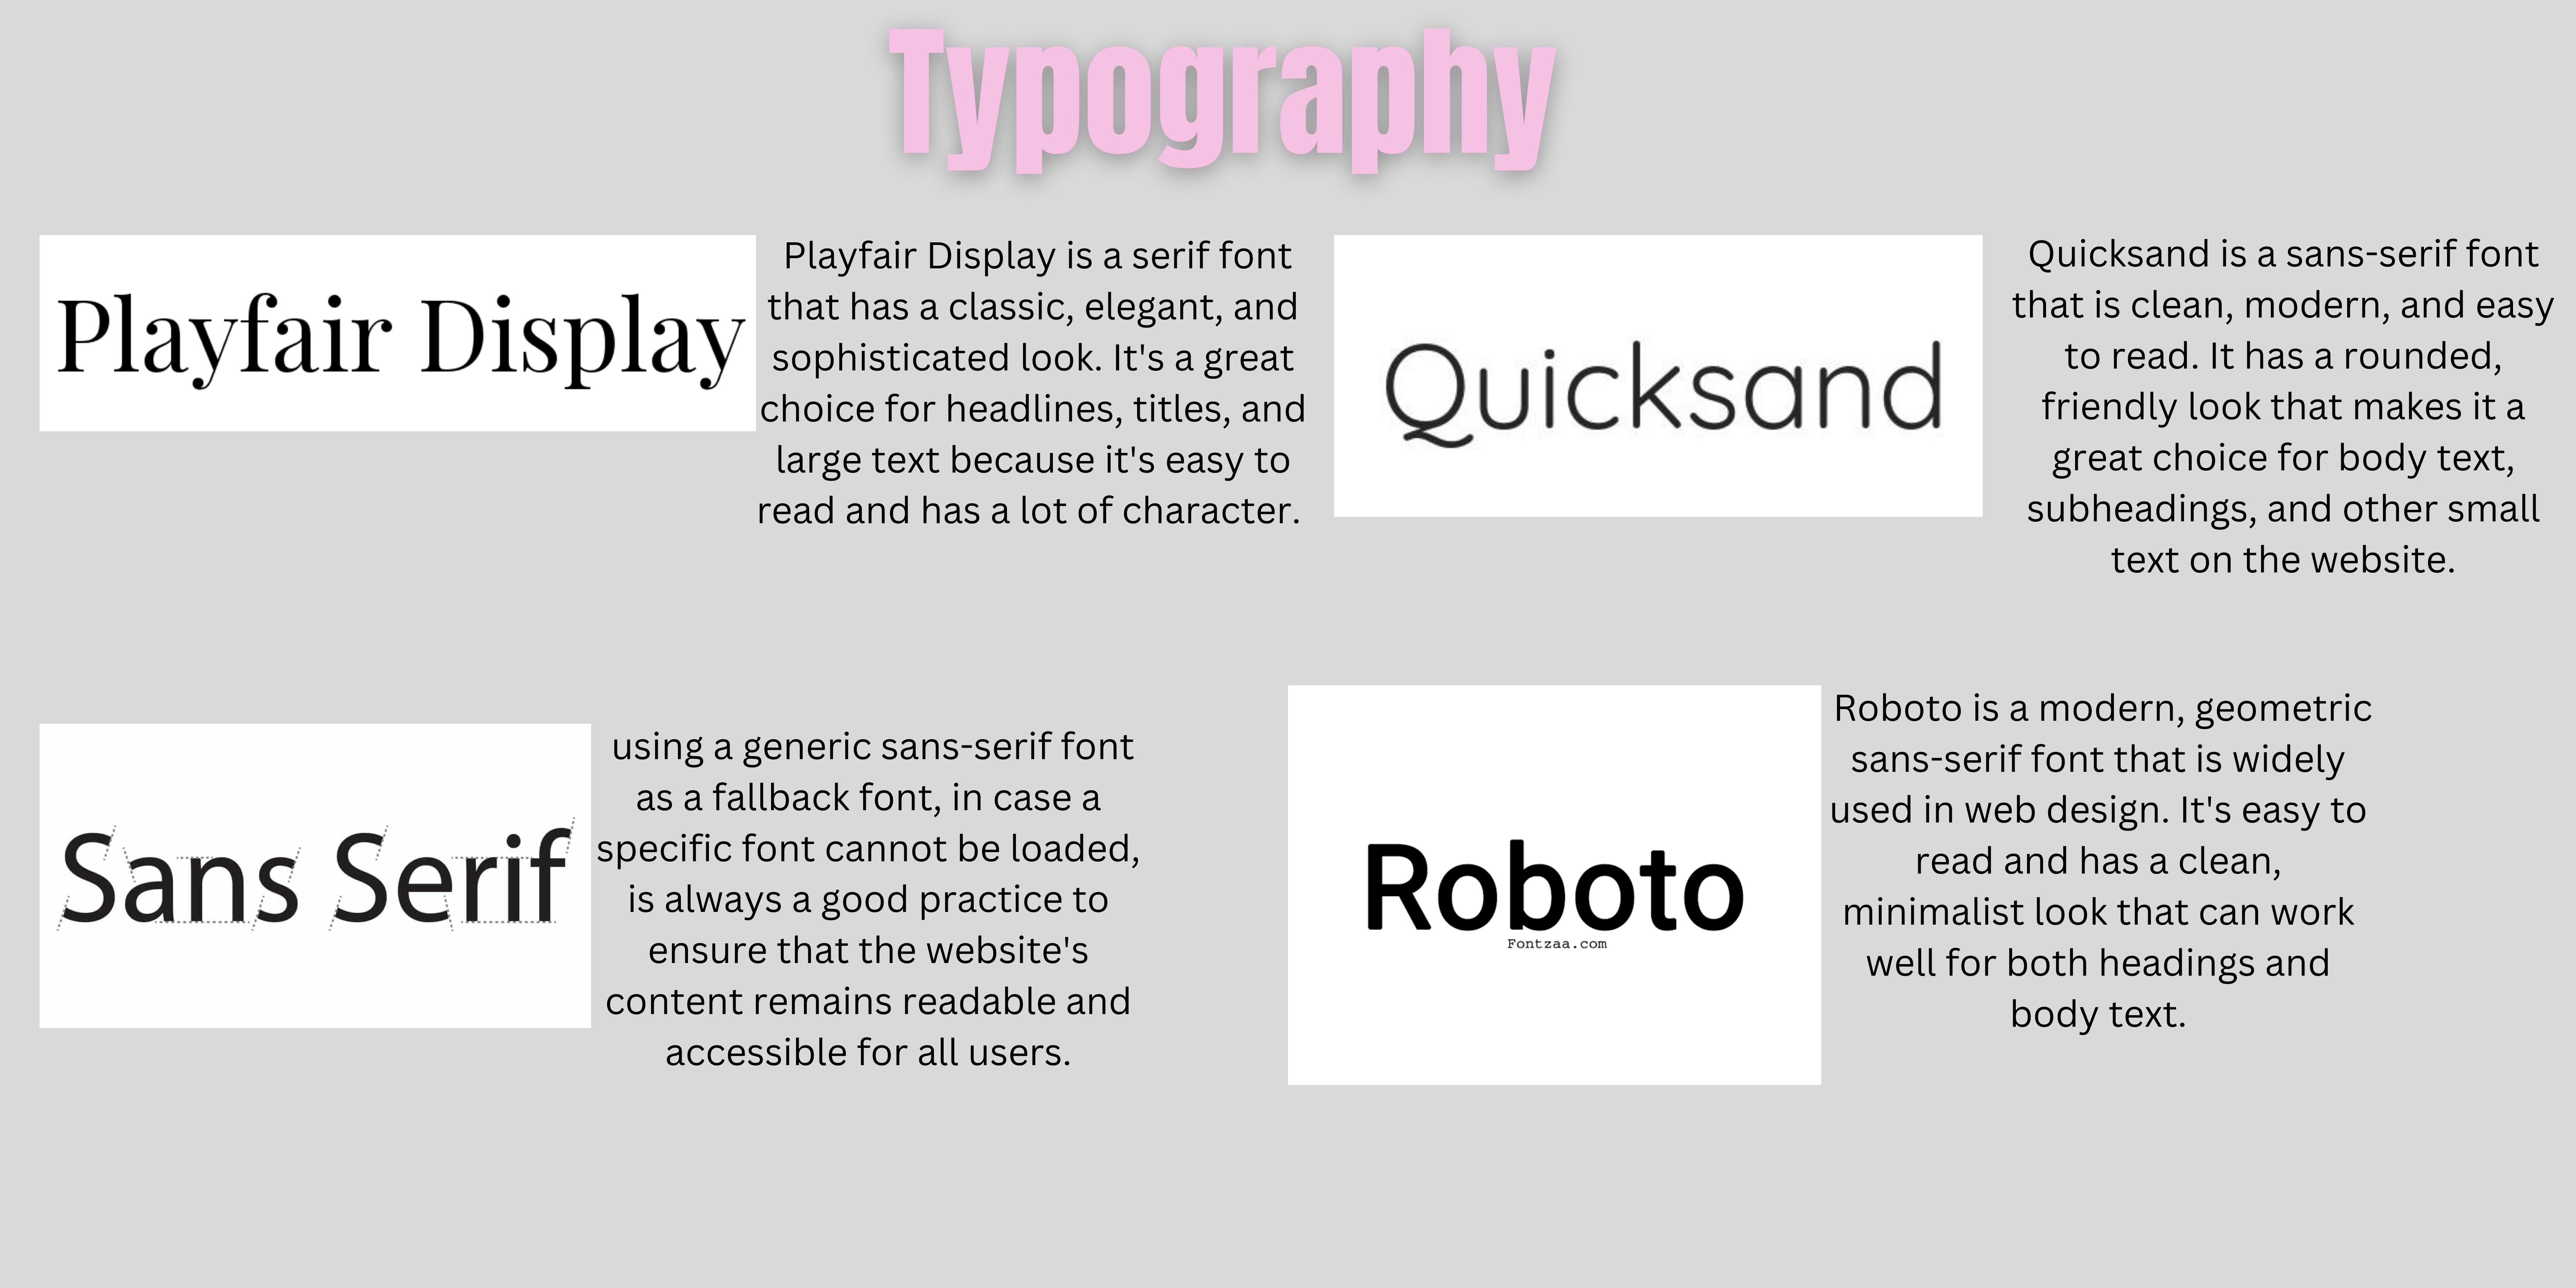 Typography
Playfair Display
Playfair Display is a serif font
that has a classic, elegant, and
sophisticated look. It's a great
choice for headlines, titles, and
large text because it's easy to
read and has a lot of character.
Quicksand
Quicksand is a sans-serif font
that is clean, modern, and easy
to read. It has a rounded,
friendly look that makes it a
great choice for body text,
subheadings, and other small
text on the website.
Sans Serif
using a generic sans-serif font
as a fallback font, in case a
specific font cannot be loaded,
is always a good practice to
ensure that the website's
content remains readable and
accessible for all users.
Roboto
Fontzaa.com
Roboto is a modern, geometric
sans-serif font that is widely
used in web design. It's easy to
read and has a clean,
minimalist look that can work
well for both headings and
body text.